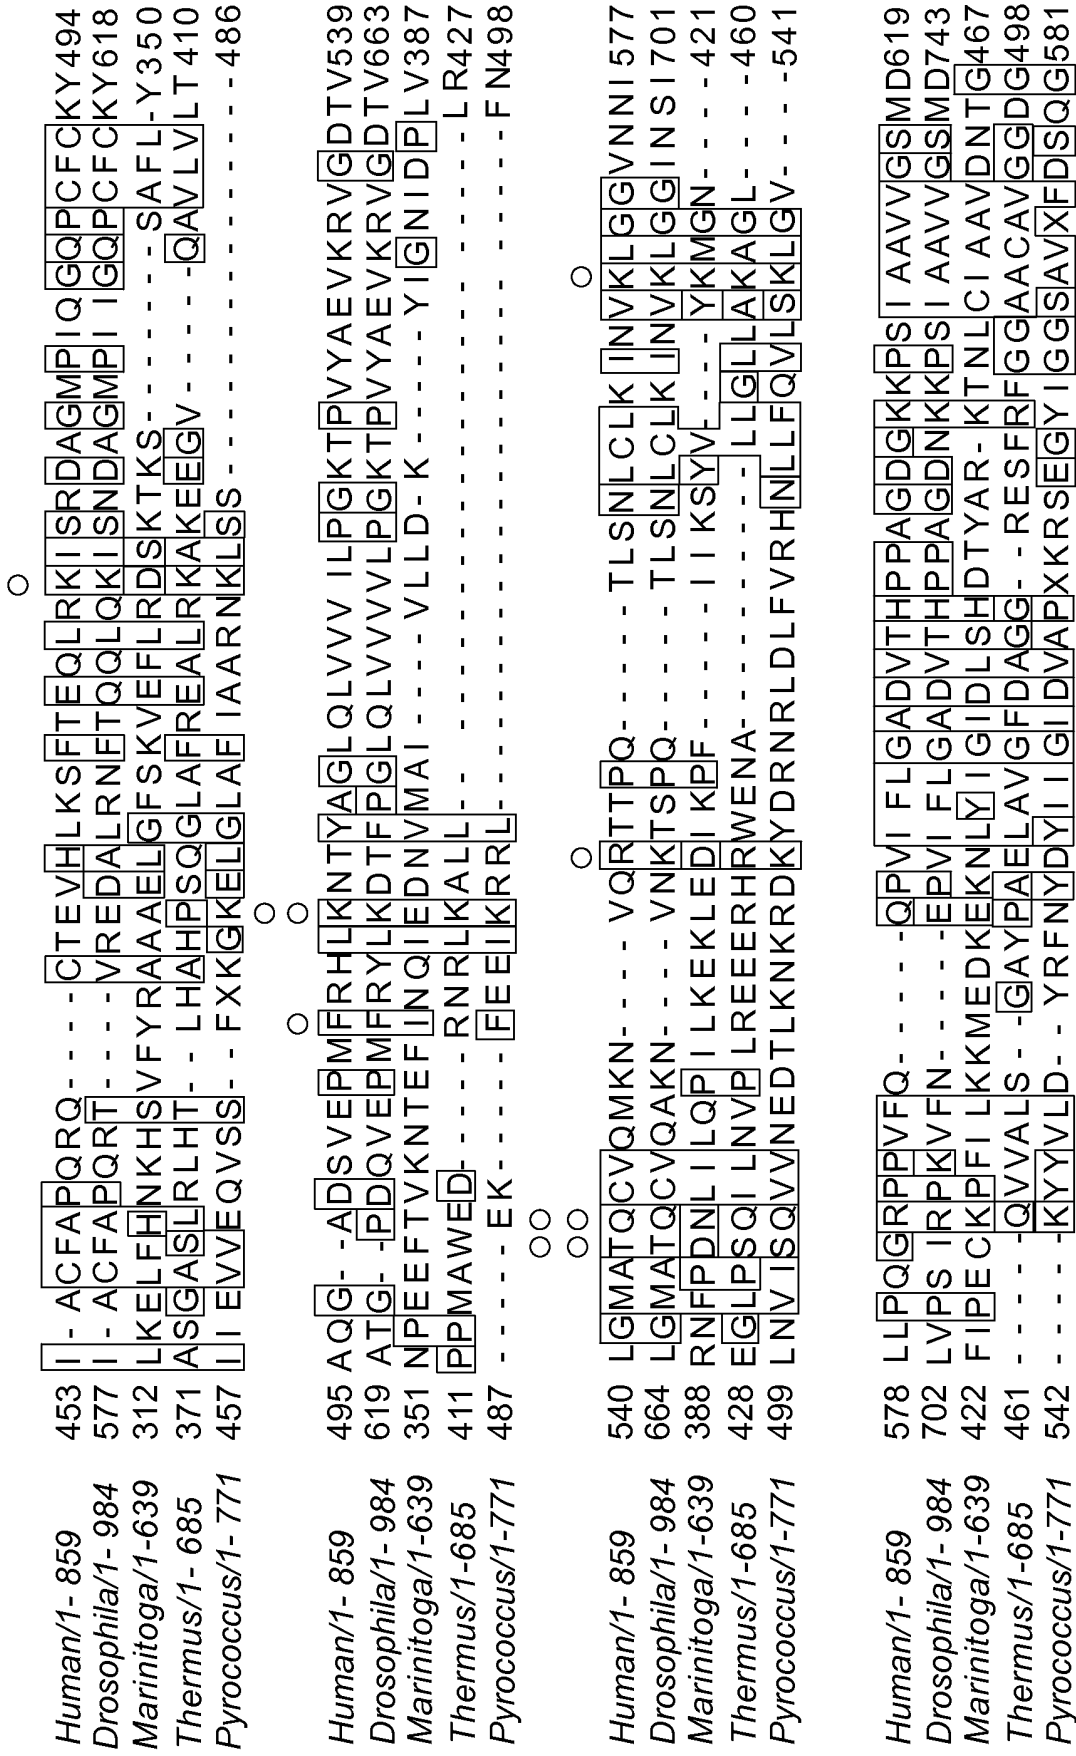 Human/1- 859 453 I-ACFAPQRQ----CTEVHLKSFTEQLRKISRDAGMPIQGQPCFCKY494
Drosophila/1- 984 577 I-ACFAPQRT----VREDALRNFTQQLQKISNDAGMPIIGQPCFCKY618
Marinitoga/1-639 312 LKELFHNKHSVFYRAAAELGFSKVEFLRDSKTKS-------SAFL-Y350
Thermus/1- 685 371 ASGASLRLHT--LHAHPSQGLAFREALRKAKEEGV-----QAVLVLT410
Pyrococcus/1- 771 457 IIEVVEQVSS--FXKGKELGLAFIAARNKLSS---------------486
Human/1- 859 495 AQG--ADSVEPMFRHLKNTYAGLQLVVVILPGKTPVYAEVKRVGDTV539
Drosophila/1- 984 619 ATG--PDQVEPMFRYLKDTFPGLQLVVVVLPGKTPVYAEVKRVGDTV663
Marinitoga/1-639 351 NPEEFTVKNTEFINQIEDNVMAI----VLLD-K-----YIGNIDPLV387
Thermus/1-685 411 PPMAWED-----RNRLKALL-------------------------LR427
Pyrococcus/1-771 487 -----EK-----FEEIKRRL-------------------------FN498
Human/1- 859 540 LGMATQCVQMKN----VQRTTPQ-----TLSNLCLKINVKLGGVNNI577
Drosophila/1- 984 664 LGMATQCVQAKN----VNKTSPQ-----TLSNLCLKINVKLGGINSI701
Marinitoga/1-639 388 RNFPDNLILQPILKEKLEDIKPF-----IIKSYV----YKMGN----421
Thermus/1-685 428 EGLPSQILNVPLREEERHRWENA----------LLGLLAKAGL----460
Pyrococcus/1-771 499 LNVISQVVNEDTLKNKRDKYDRNRLDLFVRHNLLFQVLSKLGV----541
Human/1- 859 578 LLPQGRPPVFQ-----QPVIFLGADVTHPPAGDGKKPSIAAVVGSMD619
Drosophila/1- 984 702 LVPSIRPKVFN-----EPVIFLGADVTHPPAGDNKKPSIAAVVGSMD743
Marinitoga/1-639 422 FIPECKPFILKKMEDKEKNLYIGIDLSHDTYAR-KTNLCIAAVDNTG467
Thermus/1-685 461 -----QVVALS--GAYPAELAVGFDAGG--RESFRFGGAACAVGGDG498
Pyrococcus/1-771 542 -----KYYVLD--YRFNYDYIIGIDVAPXKRSEGYIGGSAVXFDSQG581